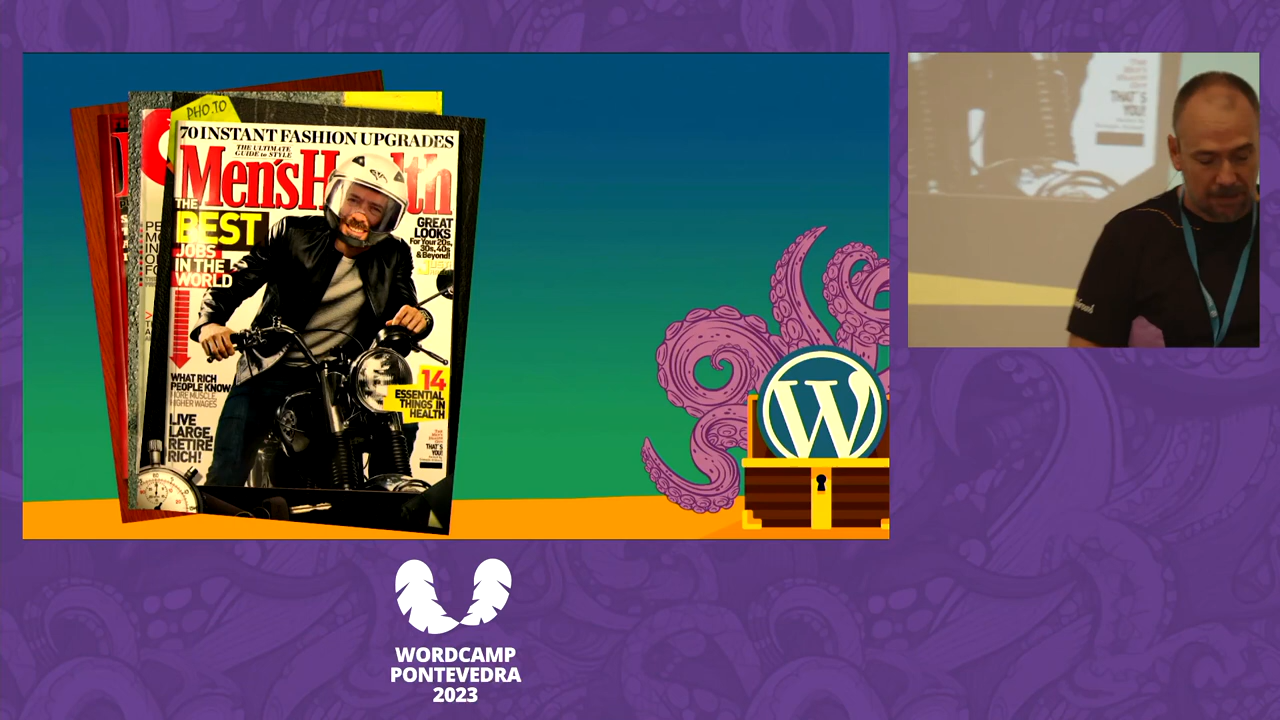 PHO.TO
70 INSTANT FASHION UPGRADES
THE ULTIMATE
GUIDE to STYLE
Men'sHealth
THE
BEST
JOBS
IN THE
WORLD
GREAT
LOOKS
For Your 20s,
30s, 40s
& Beyond!
WHAT RICH
PEOPLE KNOW
MORE MUSCLE,
HIGHER WAGES
LIVE
LARGE,
RETIRE
RICH!
14
ESSENTIAL
THINGS IN
HEALTH
THAT'S
YOU!
W
THAT'S
YOU!
WORDCAMP
PONTEVEDRA
2023